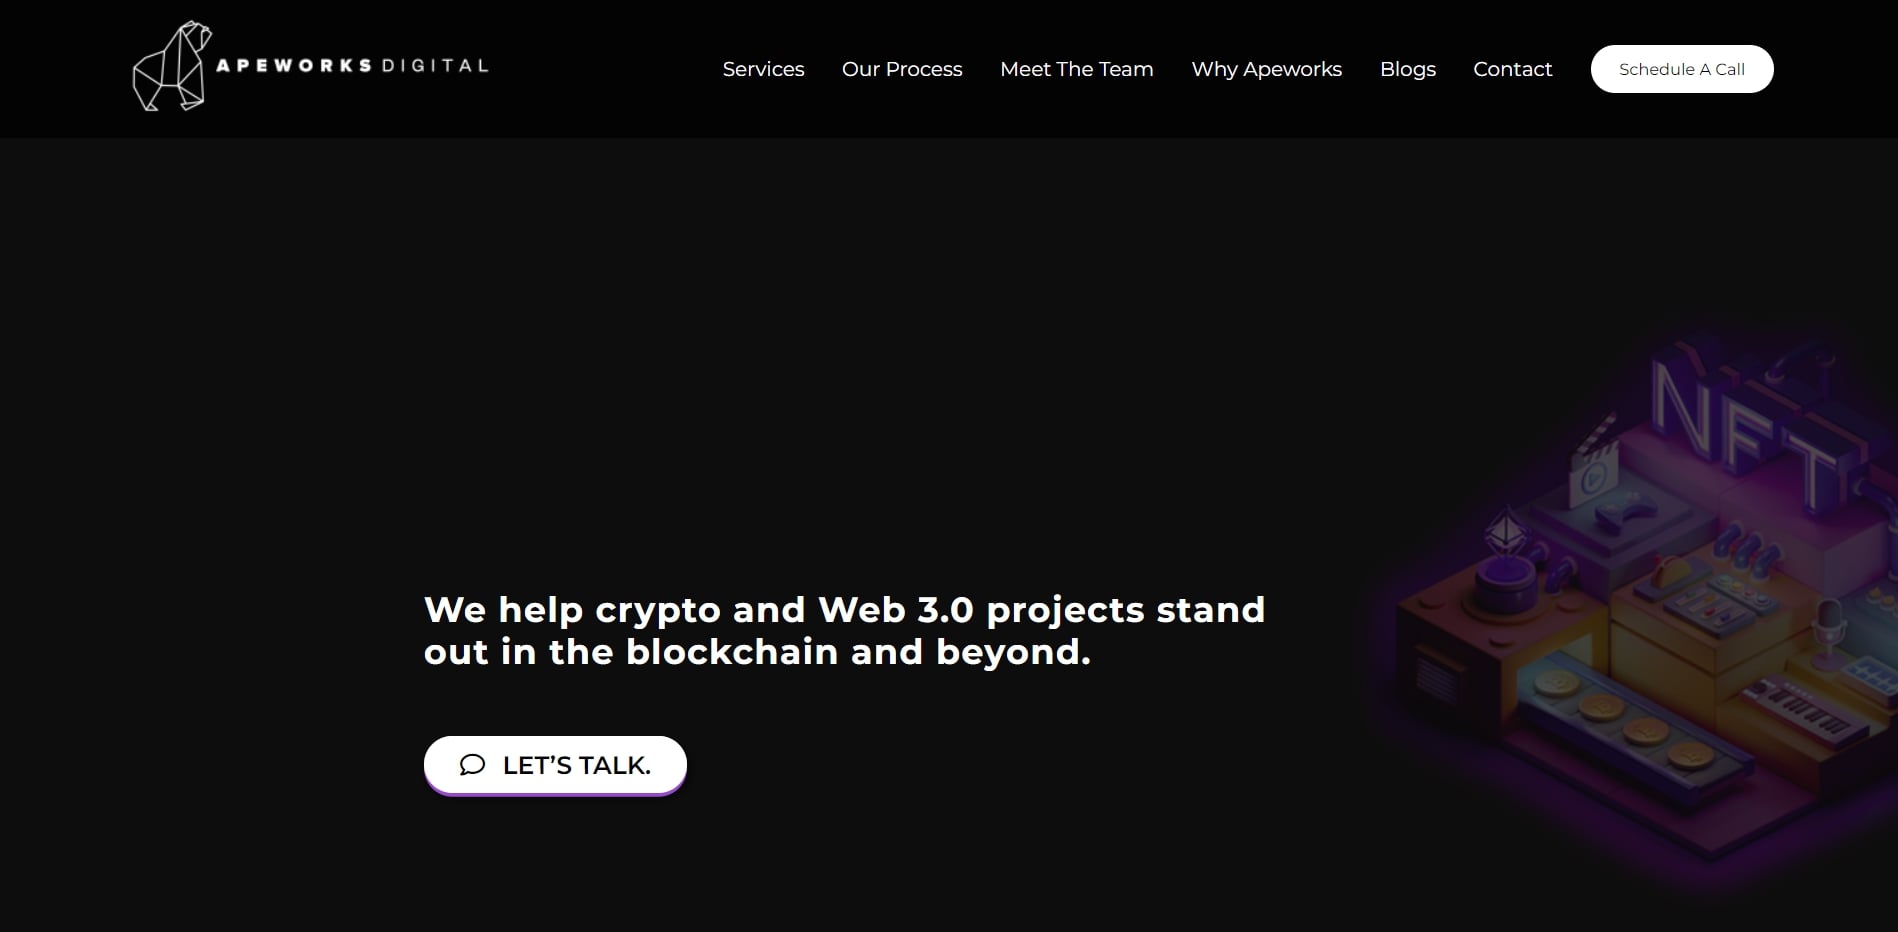 APEWORKS DIGITAL
Services
Our Process
Meet The Team
Why Apeworks
Blogs
Contact
Schedule A Call
NFT
We help crypto and Web 3.0 projects stand
out in the blockchain and beyond.
LET’S TALK.